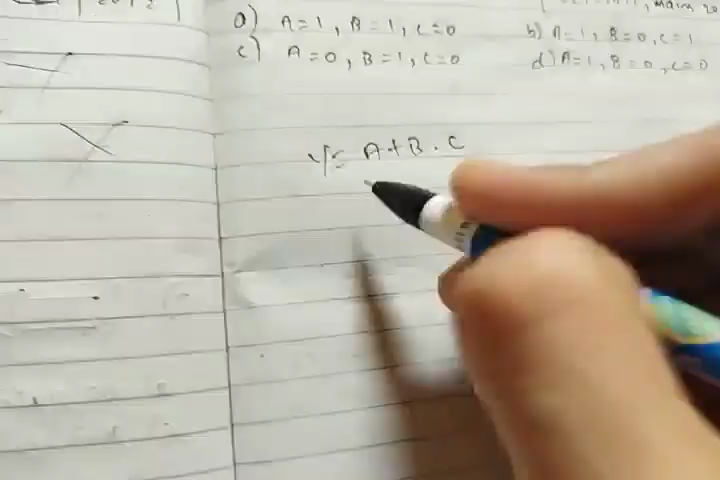 a) A=1, B=1, C=0
b) A=1, B=0, C=1
c) A=0, B=1, C=0
d) A=1, B=0, C=0
Y = A+B.C